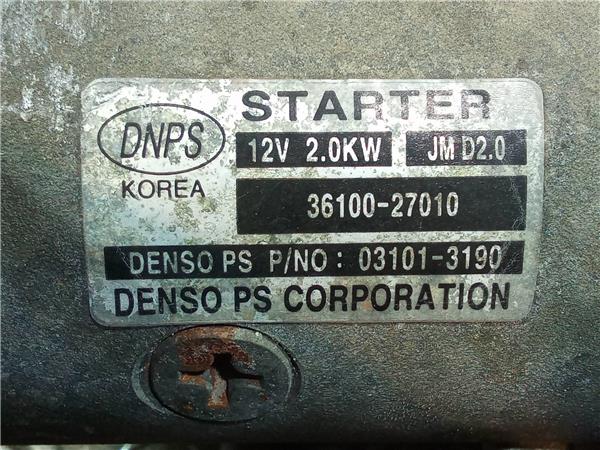 STARTER
DNPS
12V 2.0KW JM D2.0
KOREA
36100-27010
DENSO PS P/NO: 03101-3190
DENSO PS CORPORATION